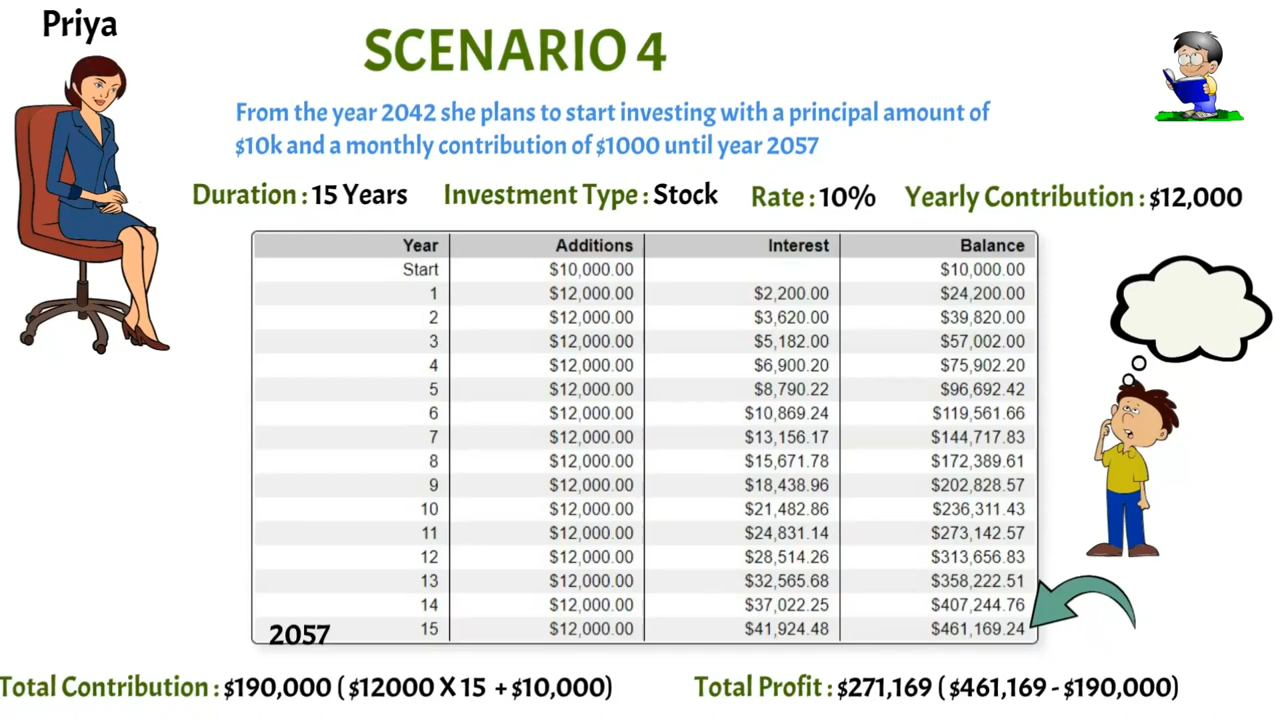 Priya
SCENARIO 4
From the year 2042 she plans to start investing with a principal amount of
$10k and a monthly contribution of $1000 until year 2057
Duration : 15 Years Investment Type : Stock Rate : 10% Yearly Contribution : $12,000
Year Additions Interest Balance
Start $10,000.00 $10,000.00
1 $12,000.00 $2,200.00 $24,200.00
2 $12,000.00 $3,620.00 $39,820.00
3 $12,000.00 $5,182.00 $57,002.00
4 $12,000.00 $6,900.20 $75,902.20
5 $12,000.00 $8,790.22 $96,692.42
6 $12,000.00 $10,869.24 $119,561.66
7 $12,000.00 $13,156.17 $144,717.83
8 $12,000.00 $15,671.78 $172,389.61
9 $12,000.00 $18,438.96 $202,828.57
10 $12,000.00 $21,482.86 $236,311.43
11 $12,000.00 $24,831.14 $273,142.57
12 $12,000.00 $28,514.26 $313,656.83
13 $12,000.00 $32,565.68 $358,222.51
14 $12,000.00 $37,022.25 $407,244.76
2057 15 $12,000.00 $41,924.48 $461,169.24
Total Contribution : $190,000 ( $12000 X 15 + $10,000) Total Profit : $271,169 ( $461,169 - $190,000)